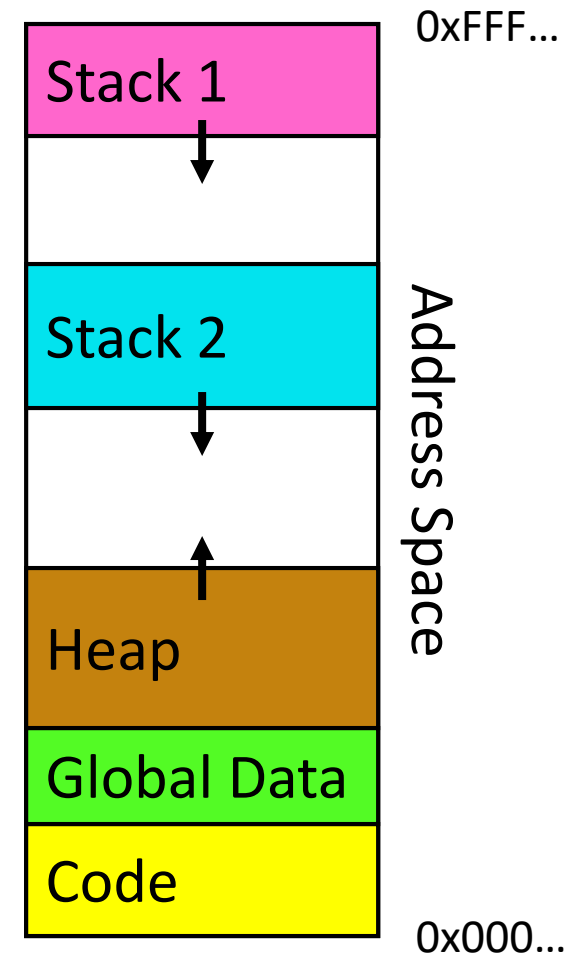 0xFFF…
Stack 1
Stack 2
Address Space
Heap
Global Data
Code
0x000…